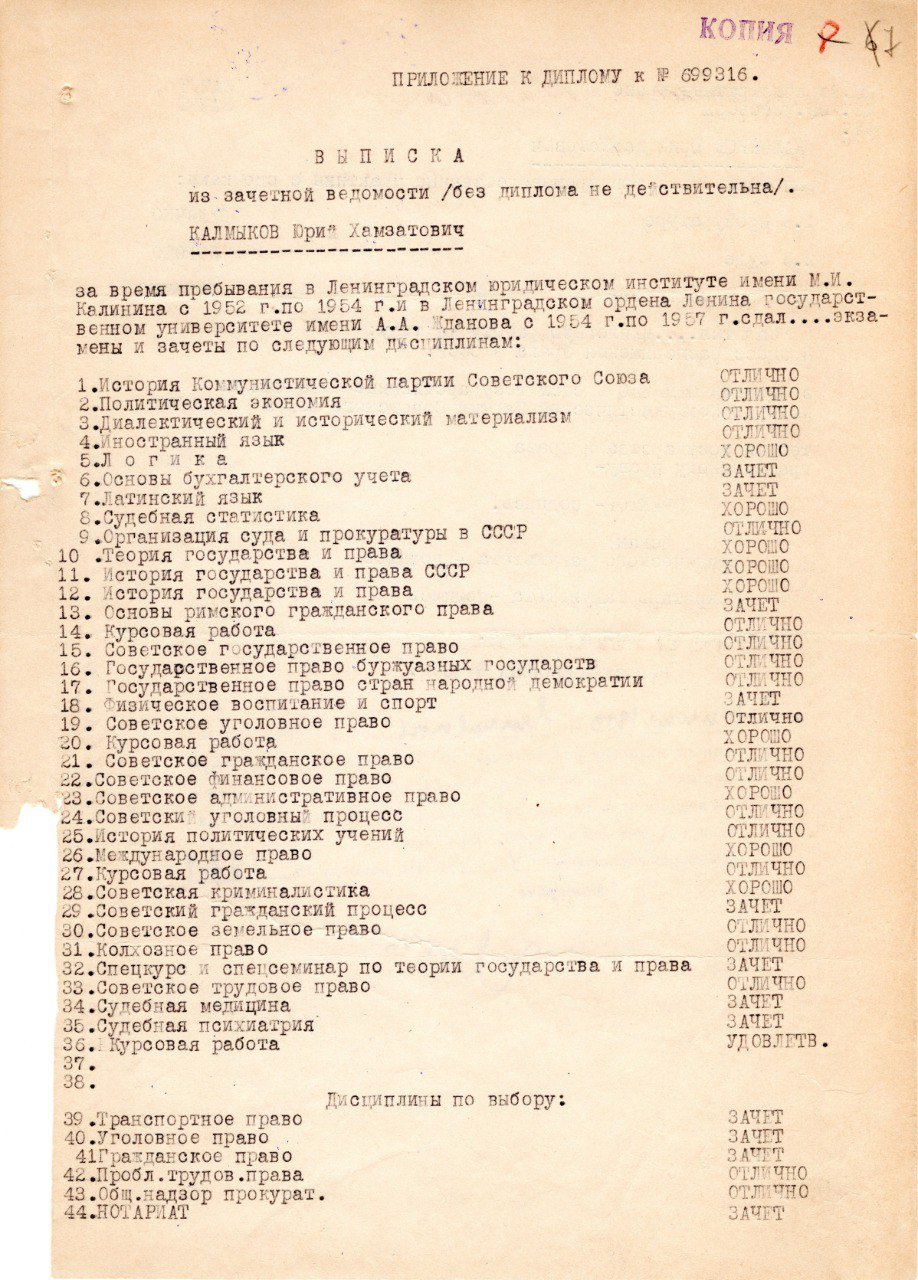 КОПИЯ
ПРИЛОЖЕНИЕ К ДИПЛОМУ к № 699316.
В Ы П И С К А
из зачетной ведомости /без диплома не действительна/.
КАЛМЫКОВ Юрий Хамзатович
за время пребывания в Ленинградском юридическом институте имени М.И.
Калинина с 1952 г.по 1954 г.и в Ленинградском ордена Ленина государст-
венном университете имени А.А. Жданова с 1954 г.по 1957 г.сдал....экза-
мены и зачеты по следующим дисциплинам:
1.История Коммунистической партии Советского Союза ОТЛИЧНО
2.Политическая экономия ОТЛИЧНО
3.Диалектический и исторический материализм ОТЛИЧНО
4.Иностранный язык ОТЛИЧНО
5.Л о г и к а ХОРОШО
6.Основы бухгалтерского учета ЗАЧЕТ
7.Латинский язык ЗАЧЕТ
8.Судебная статистика ХОРОШО
9.Организация суда и прокуратуры в СССР ОТЛИЧНО
10 .Теория государства и права ХОРОШО
11. История государства и права СССР ХОРОШО
12. История государства и права ХОРОШО
13. Основы римского гражданского права ЗАЧЕТ
14. Курсовая работа ОТЛИЧНО
15. Советское государственное право ОТЛИЧНО
16. Государственное право буржуазных государств ОТЛИЧНО
17. Государственное право стран народной демократии ОТЛИЧНО
18. Физическое воспитание и спорт ЗАЧЕТ
19. Советское уголовное право Отлично
20. Курсовая работа ХОРОШО
21. Советское гражданское право ОТЛИЧНО
22.Советское финансовое право ОТЛИЧНО
23.Советское административное право ХОРОШО
24.Советский уголовный процесс ОТЛИЧНО
25.История политических учений ОТЛИЧНО
26.Международное право ХОРОШО
27.Курсовая работа ОТЛИЧНО
28.Советская криминалистика ХОРОШО
29.Советский гражданский процесс ЗАЧЕТ
30.Советское земельное право ОТЛИЧНО
31.Колхозное право ОТЛИЧНО
32.Спецкурс и спецсеминар по теории государства и права ЗАЧЕТ
33.Советское трудовое право ОТЛИЧНО
34.Судебная медицина ЗАЧЕТ
35.Судебная психиатрия ЗАЧЕТ
36. Курсовая работа УДОВЛЕТВ.
37.
38.
Дисциплины по выбору:
39.Транспортное право ЗАЧЕТ
40.Уголовное право ЗАЧЕТ
41Гражданское право ЗАЧЕТ
42.Пробл.трудов.права ОТЛИЧНО
43.Общ.надзор прокурат. ОТЛИЧНО
44.НОТАРИАТ ЗАЧЕТ